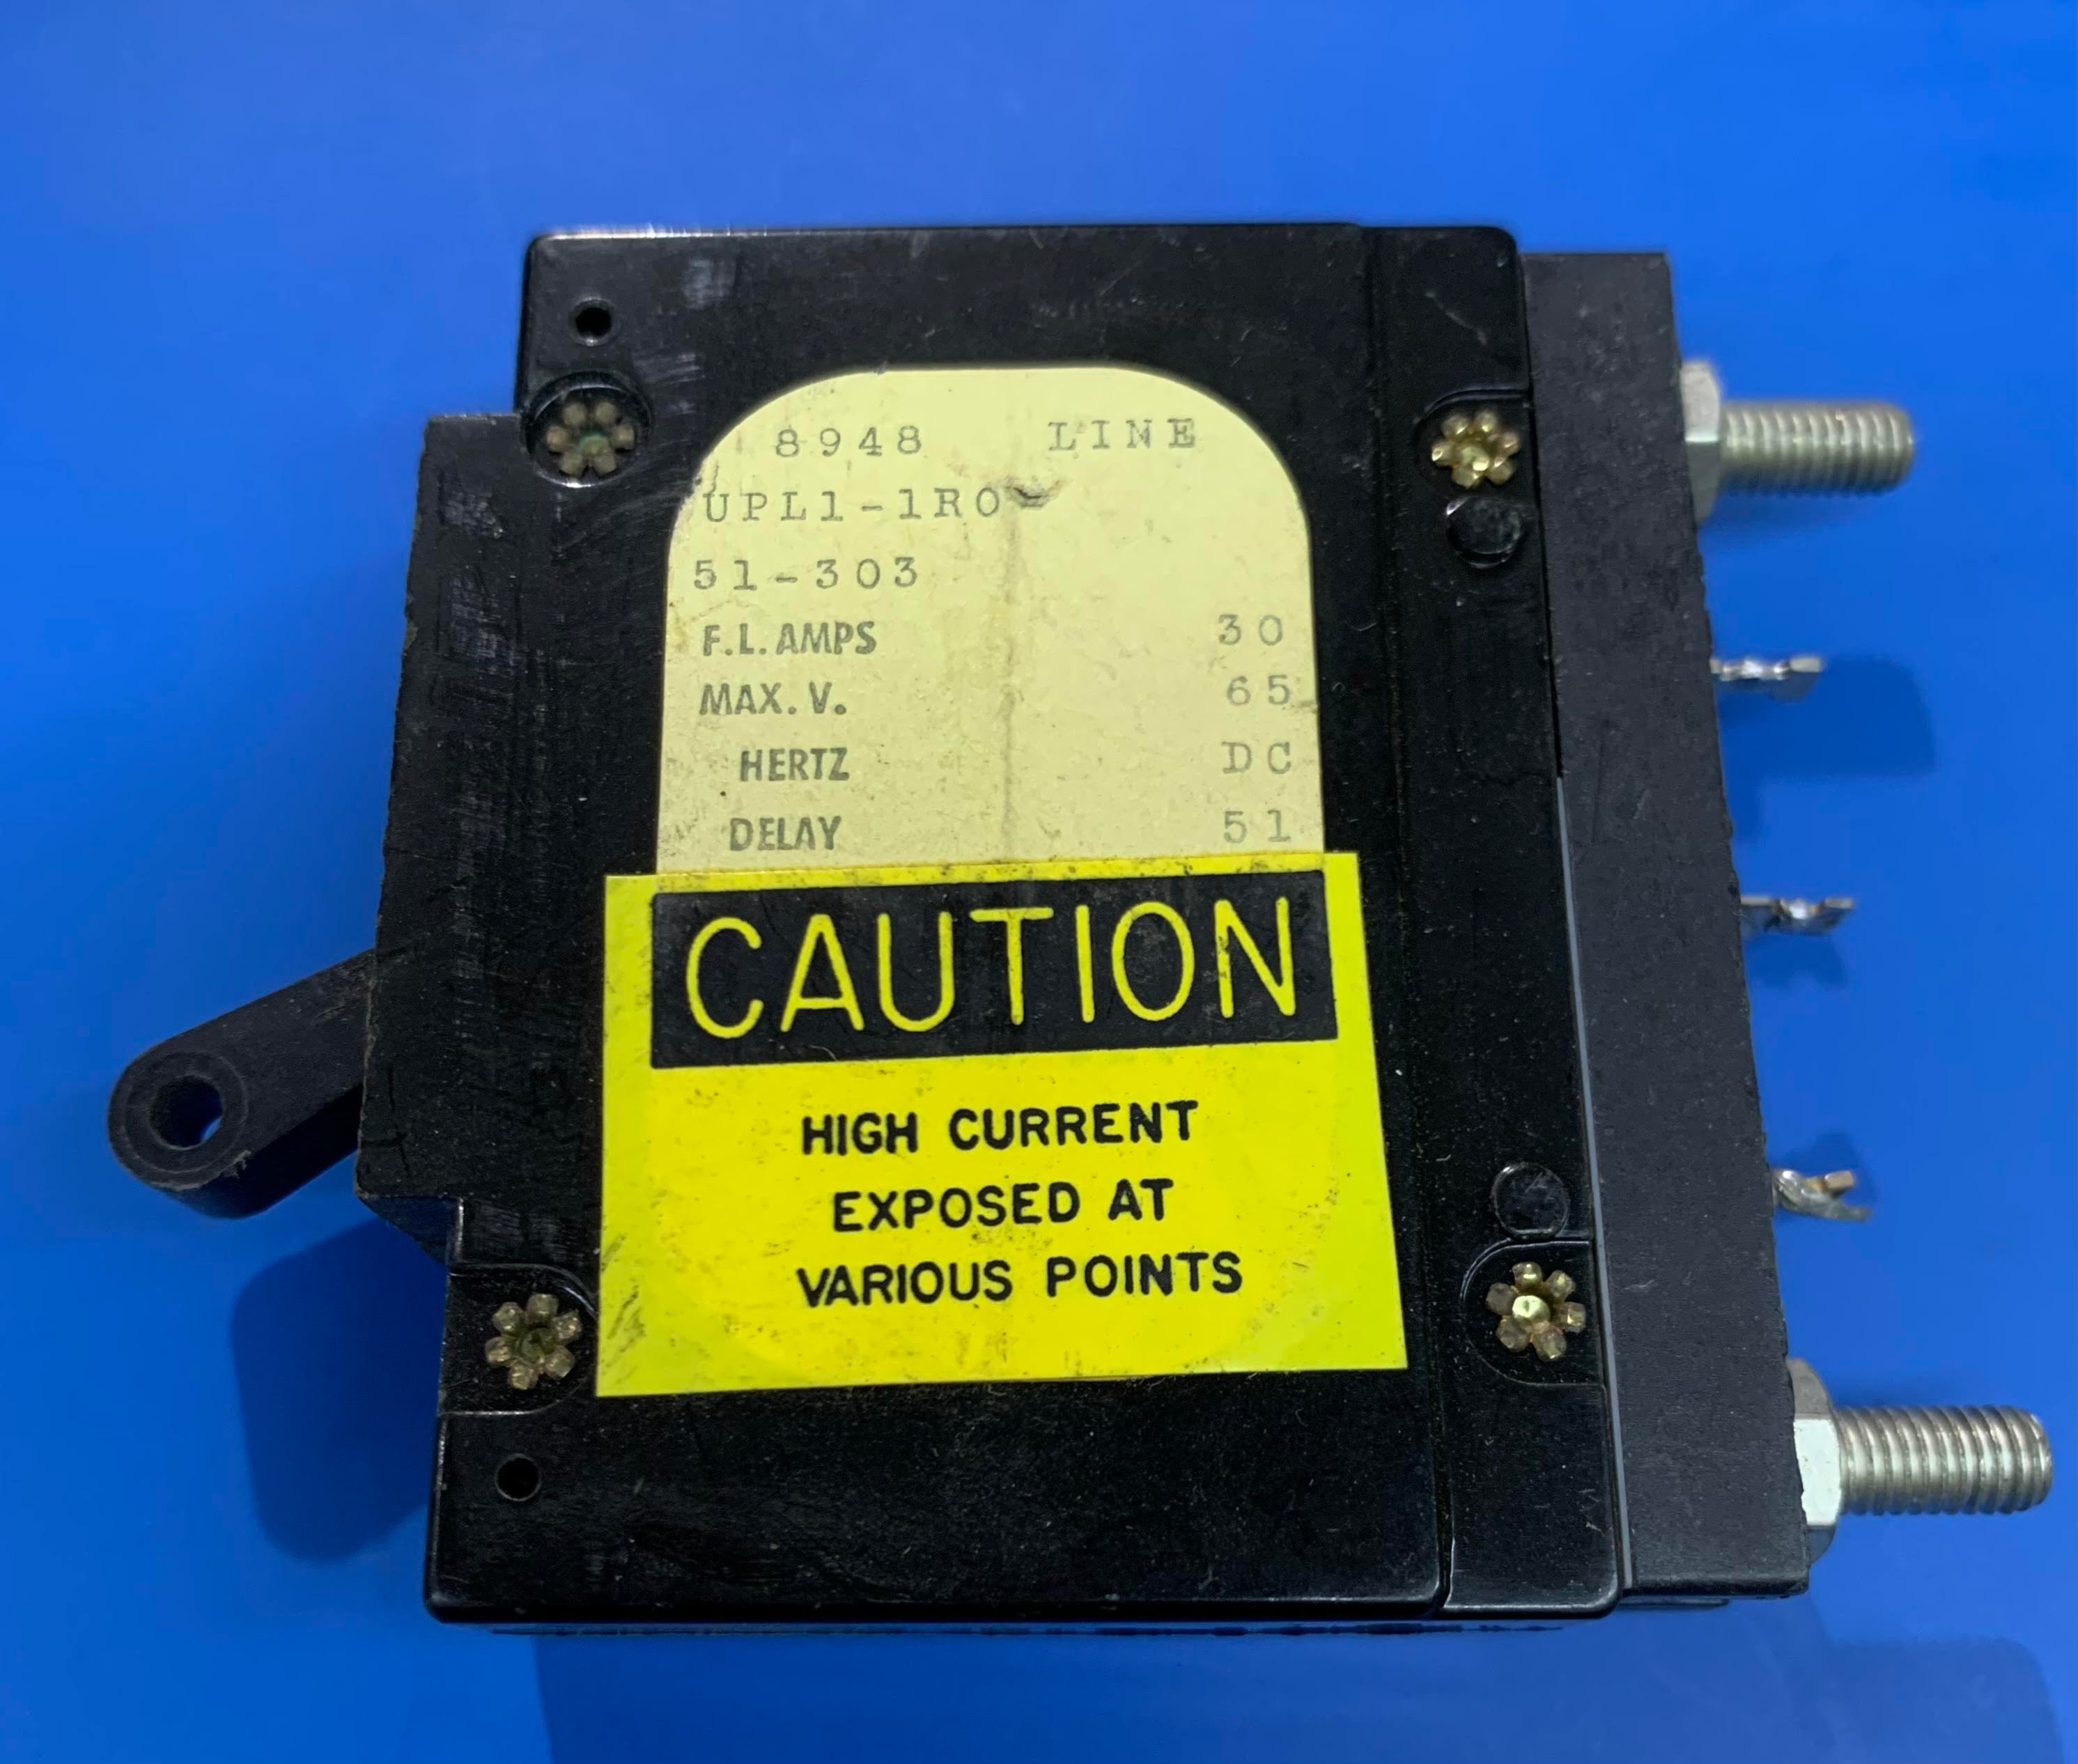 8948 LINE
UPL1-1R0-
51-303
F.L. AMPS 30
MAX. V. 65
HERTZ DC
DELAY 51
CAUTION
HIGH CURRENT
EXPOSED AT
VARIOUS POINTS